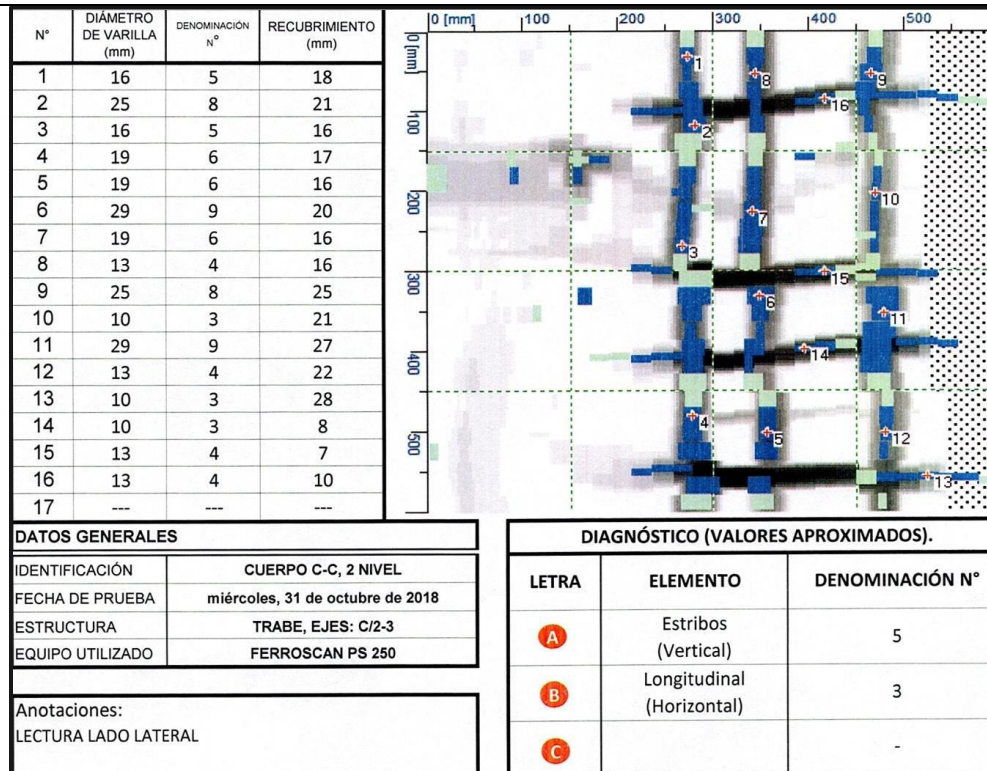 N° DIÁMETRO DE VARILLA (mm) DENOMINACIÓN N° RECUBRIMIENTO (mm)
1 16 5 18
2 25 8 21
3 16 5 16
4 19 6 17
5 19 6 16
6 29 9 20
7 19 6 16
8 13 4 16
9 25 8 25
10 10 3 21
11 29 9 27
12 13 4 22
13 10 3 28
14 10 3 8
15 13 4 7
16 13 4 10
17 --- --- ---
0 [mm] 100 200 300 400 500
0 [mm]
100
200
300
400
500
1
8
9
16
2
10
7
3
15
6
11
14
4
5
12
13
DATOS GENERALES
IDENTIFICACIÓN CUERPO C-C, 2 NIVEL
FECHA DE PRUEBA miércoles, 31 de octubre de 2018
ESTRUCTURA TRABE, EJES: C/2-3
EQUIPO UTILIZADO FERROSCAN PS 250
Anotaciones:
LECTURA LADO LATERAL
DIAGNÓSTICO (VALORES APROXIMADOS).
LETRA ELEMENTO DENOMINACIÓN N°
A Estribos (Vertical) 5
B Longitudinal (Horizontal) 3
C -